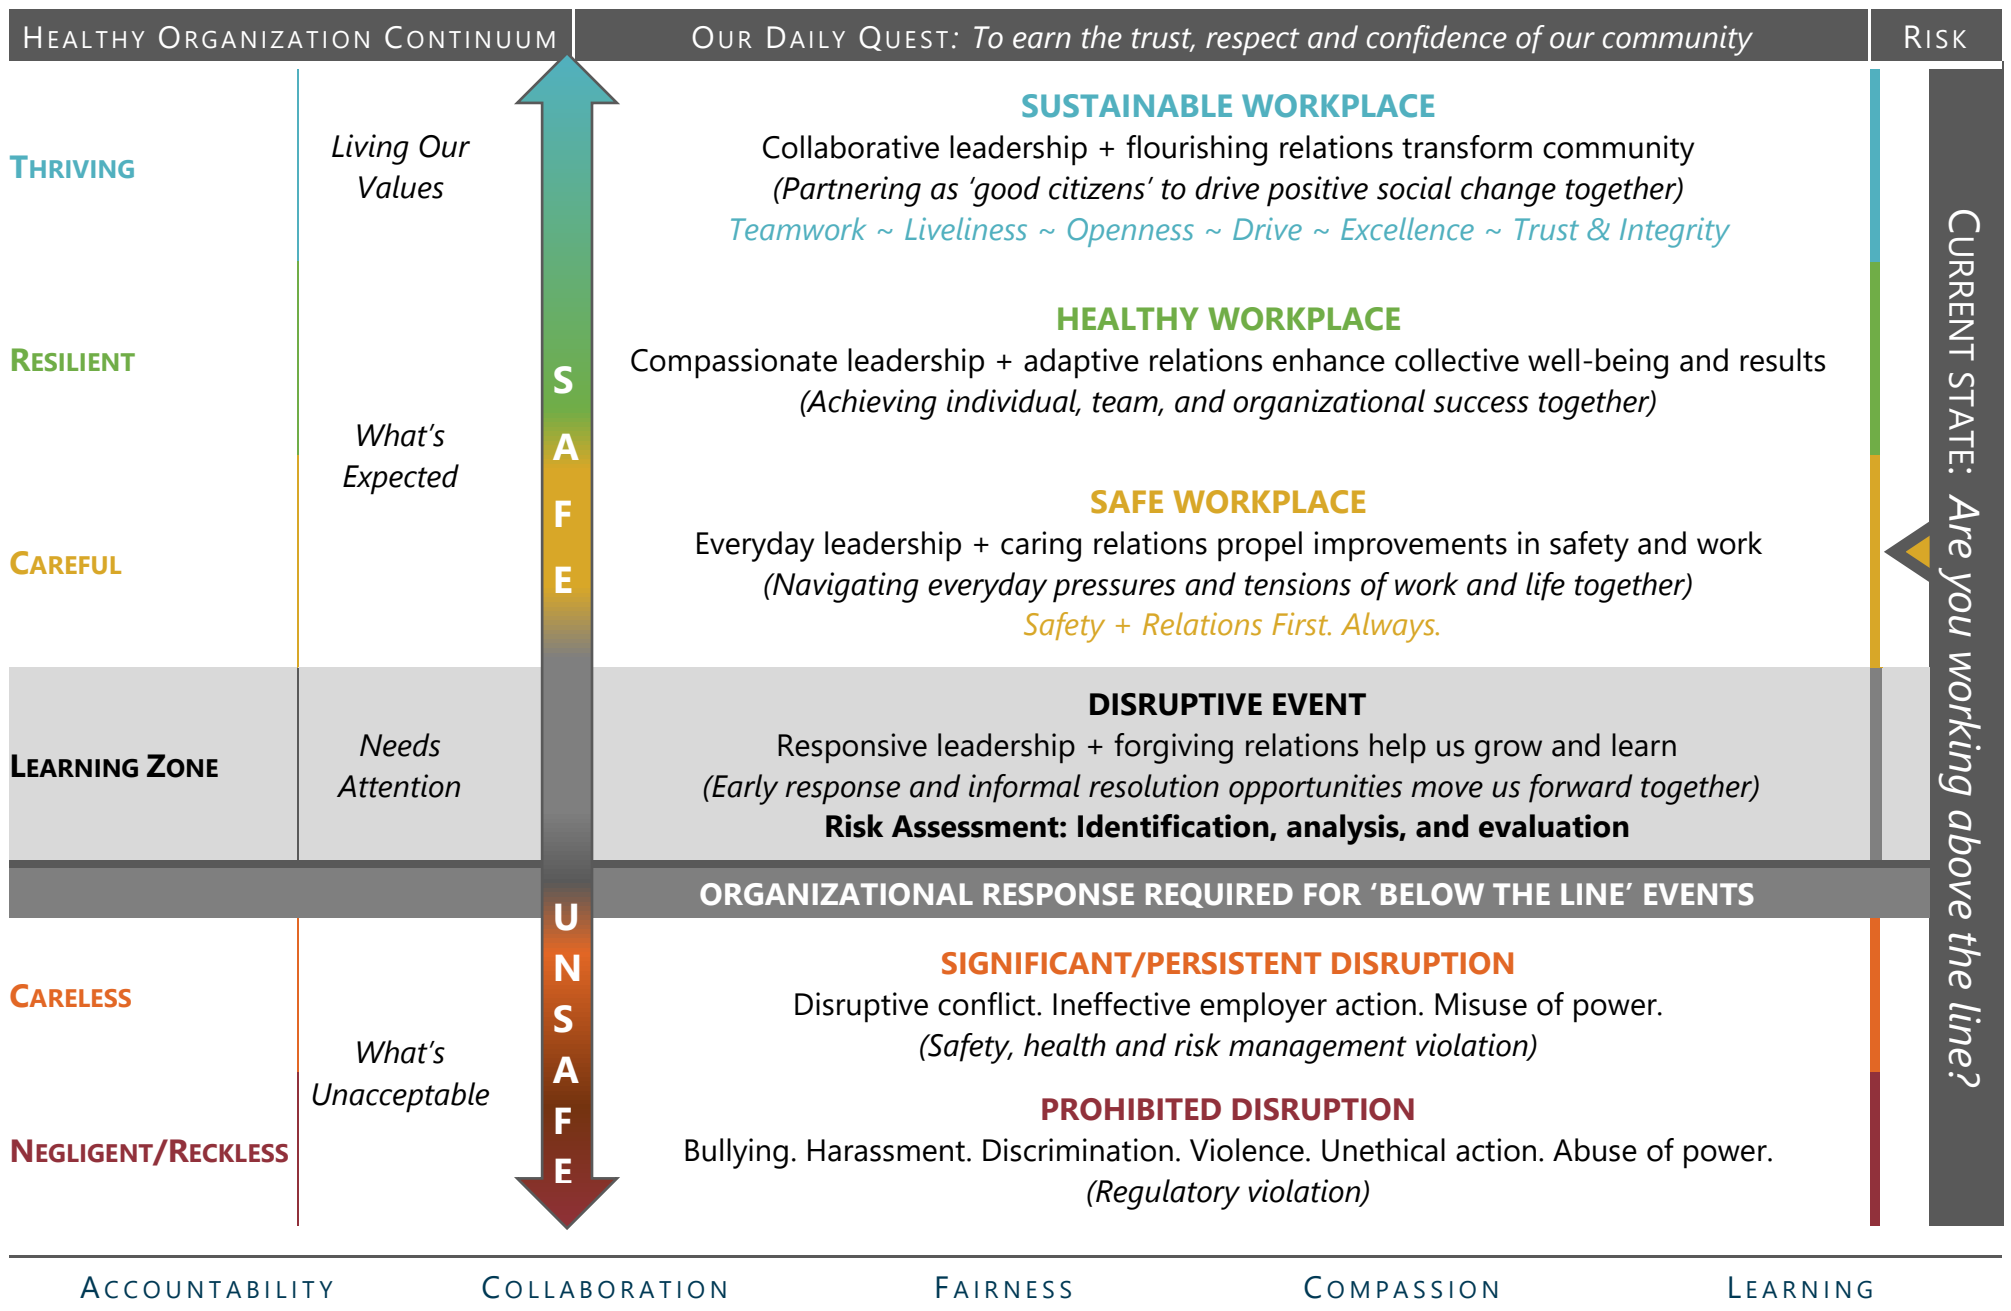 HEALTHY ORGANIZATION CONTINUUM
OUR DAILY QUEST: To earn the trust, respect and confidence of our community
RISK
THRIVING
Living Our
Values
SUSTAINABLE WORKPLACE
Collaborative leadership + flourishing relations transform community
(Partnering as ‘good citizens’ to drive positive social change together)
Teamwork ~ Liveliness ~ Openness ~ Drive ~ Excellence ~ Trust & Integrity
RESILIENT
HEALTHY WORKPLACE
Compassionate leadership + adaptive relations enhance collective well-being and results
(Achieving individual, team, and organizational success together)
What’s
Expected
SAFE
CAREFUL
SAFE WORKPLACE
Everyday leadership + caring relations propel improvements in safety and work
(Navigating everyday pressures and tensions of work and life together)
Safety + Relations First. Always.
LEARNING ZONE
Needs
Attention
DISRUPTIVE EVENT
Responsive leadership + forgiving relations help us grow and learn
(Early response and informal resolution opportunities move us forward together)
Risk Assessment: Identification, analysis, and evaluation
ORGANIZATIONAL RESPONSE REQUIRED FOR ‘BELOW THE LINE’ EVENTS
UNSAFE
CARELESS
SIGNIFICANT/PERSISTENT DISRUPTION
Disruptive conflict. Ineffective employer action. Misuse of power.
(Safety, health and risk management violation)
What’s
Unacceptable
NEGLIGENT/RECKLESS
PROHIBITED DISRUPTION
Bullying. Harassment. Discrimination. Violence. Unethical action. Abuse of power.
(Regulatory violation)
CURRENT STATE: Are you working above the line?
ACCOUNTABILITY
COLLABORATION
FAIRNESS
COMPASSION
LEARNING